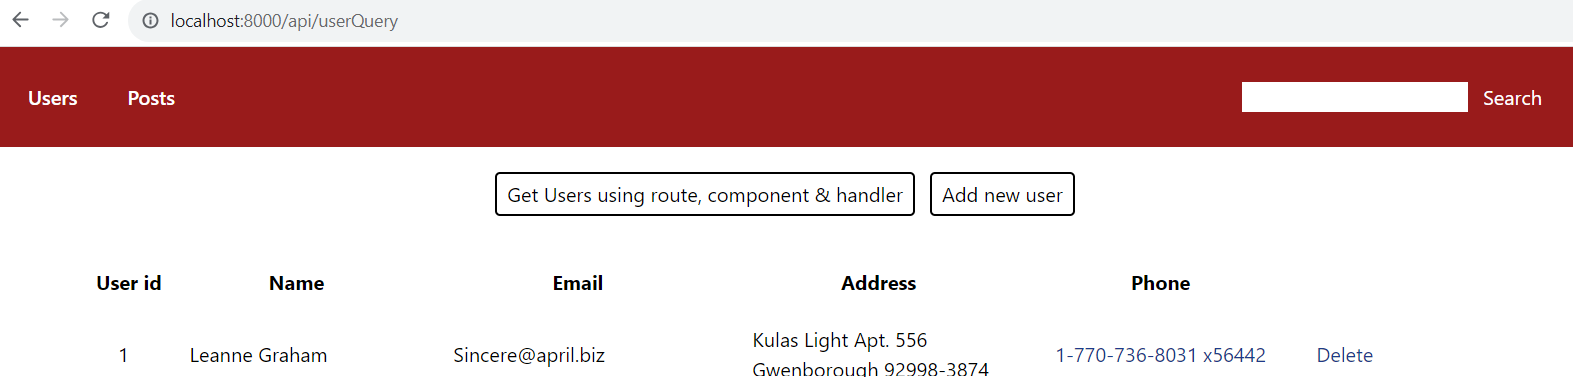 localhost:8000/api/userQuery
Users Posts Search
Get Users using route, component & handler Add new user
User id Name Email Address Phone
Kulas Light Apt. 556
1 Leanne Graham Sincere@april.biz 1-770-736-8031 x56442 Delete
Gwenborough 92998-3874